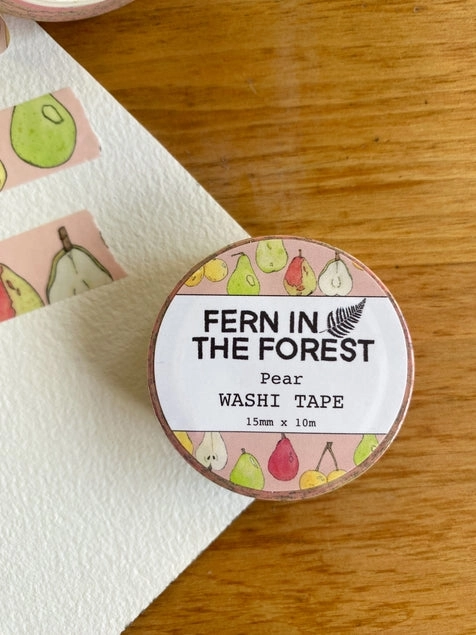 FERN IN
THE FOREST
Pear
WASHI TAPE
15mm x 10m